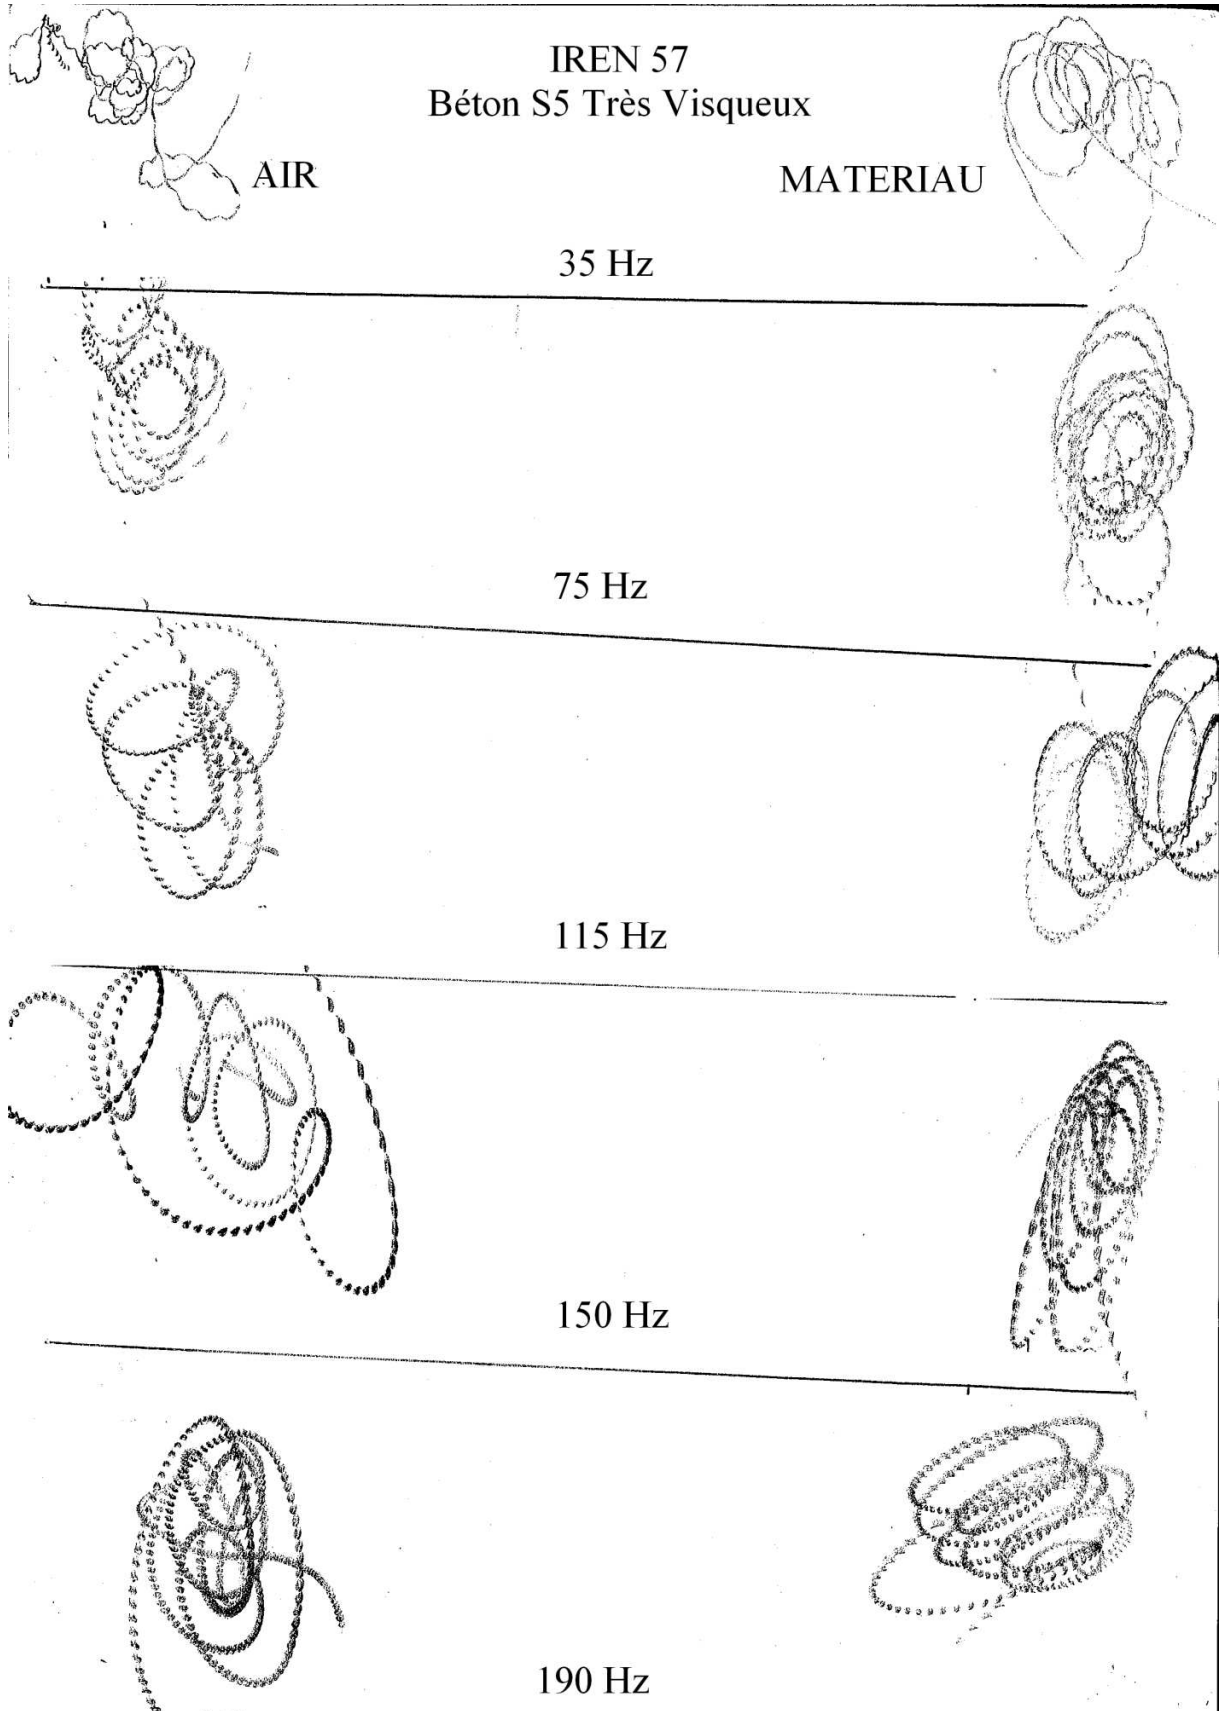 IREN 57
Béton S5 Très Visqueux
AIR
MATERIAU
35 Hz
75 Hz
115 Hz
150 Hz
190 Hz